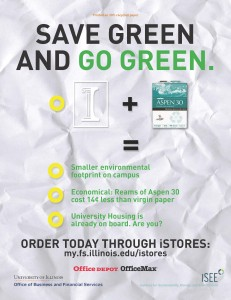 SAVE GREEN
AND GO GREEN.
I
+
ASPEN 30
=
Smaller environmental
footprint on campus
Economical: Reams of Aspen 30
cost 14¢ less than virgin paper
University Housing is
already on board. Are you?
ORDER TODAY THROUGH iSTORES:
my.fs.illinois.edu/istores
Office DEPOT OfficeMax
UNIVERSITY OF ILLINOIS
Office of Business and Financial Services
iSEE